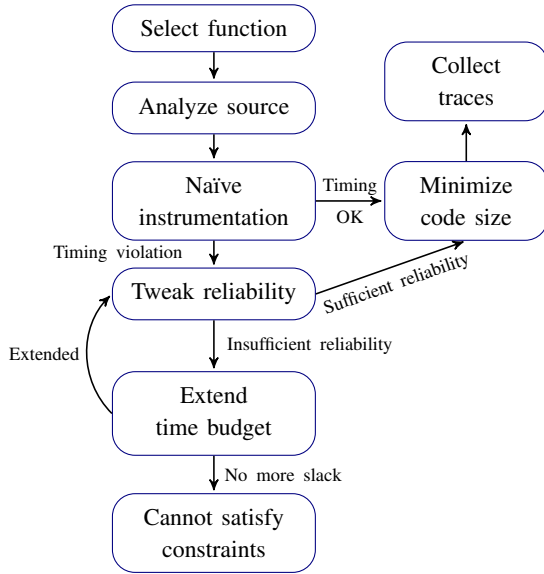 Select function
Analyze source
Collect
traces
Naïve
instrumentation
Timing
OK
Minimize
code size
Timing violation
Tweak reliability
Sufficient reliability
Insufficient reliability
Extended
Extend
time budget
No more slack
Cannot satisfy
constraints